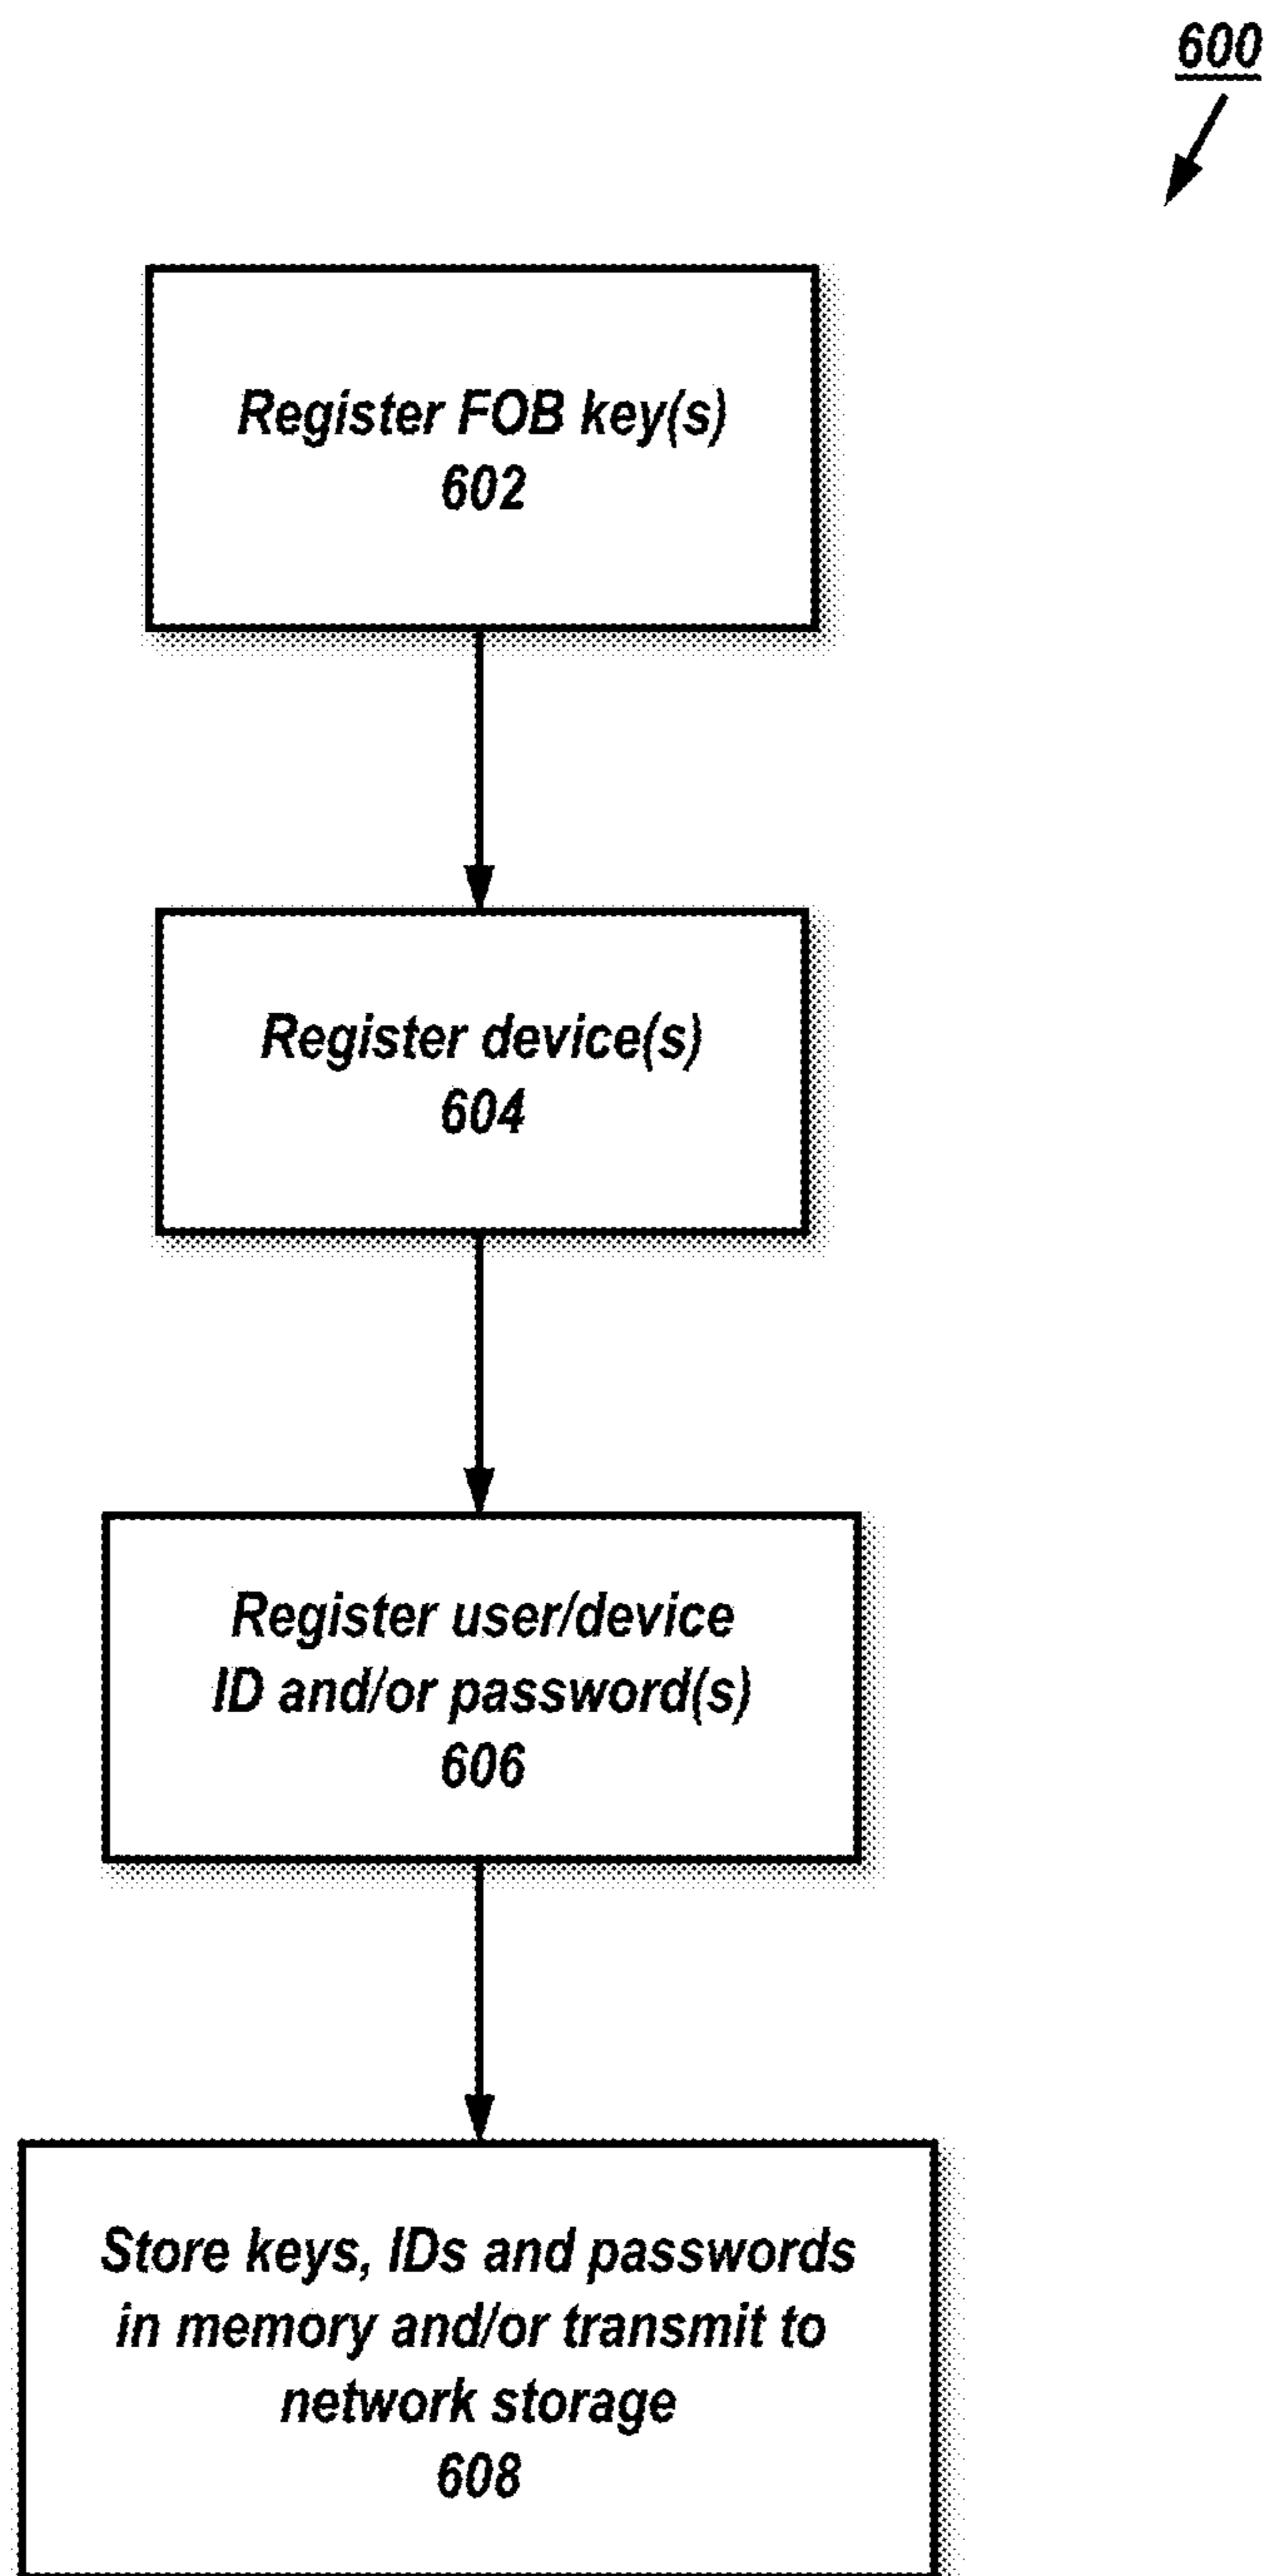 600
Register FOB key(s)
602
Register device(s)
604
Register user/device
ID and/or password(s)
606
Store keys, IDs and passwords
in memory and/or transmit to
network storage
608